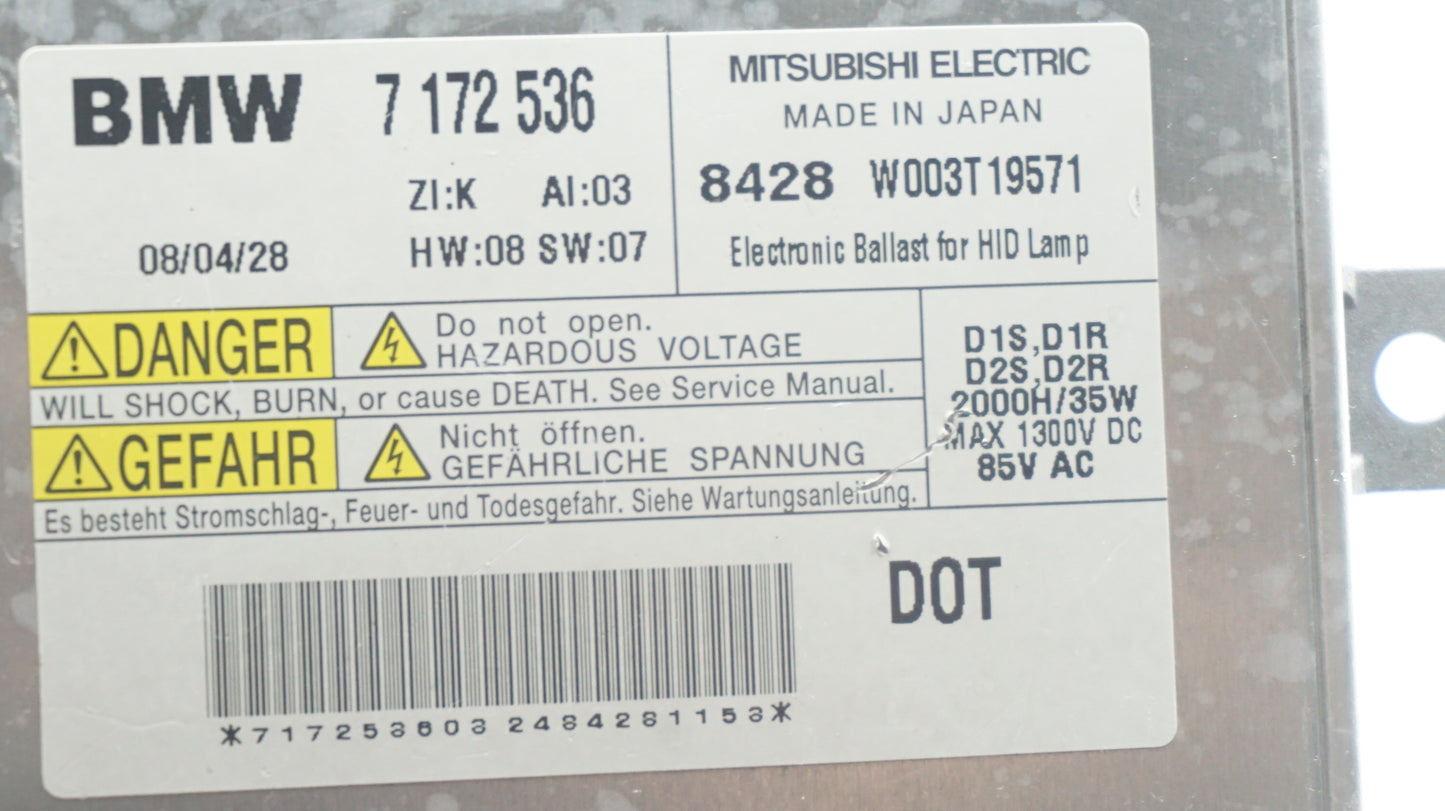 BMW 7 172 536
ZI:K AI:03
08/04/28 HW:08 SW:07
MITSUBISHI ELECTRIC
MADE IN JAPAN
8428 W003T19571
Electronic Ballast for HID Lamp
DANGER
Do not open.
HAZARDOUS VOLTAGE
WILL SHOCK, BURN, or cause DEATH. See Service Manual.
GEFAHR
Nicht öffnen.
GEFÄHRLICHE SPANNUNG
Es besteht Stromschlag-, Feuer- und Todesgefahr. Siehe Wartungsanleitung.
D1S,D1R
D2S,D2R
2000H/35W
MAX 1300V DC
85V AC
DOT
*717253603 2484281153*